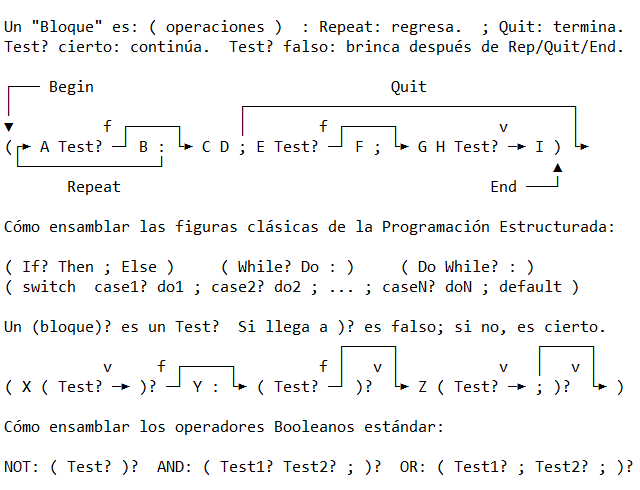 Un "Bloque" es: ( operaciones )  : Repeat: regresa.  ; Quit: termina.
Test? cierto: continúa.  Test? falso: brinca después de Rep/Quit/End.
Begin Quit
f f v
( A Test? B : C D ; E Test? F ; G H Test? I )
Repeat End
Cómo ensamblar las figuras clásicas de la Programación Estructurada:
( If? Then ; Else )     ( While? Do : )     ( Do While? : )
( switch  case1? do1 ; case2? do2 ; ... ; caseN? doN ; default )
Un (bloque)? es un Test?  Si llega a )? es falso; si no, es cierto.
v f f v v v
( X ( Test? )? Y : ( Test? )? Z ( Test? ; )? )
Cómo ensamblar los operadores Booleanos estándar:
NOT: ( Test? )?  AND: ( Test1? Test2? ; )?  OR: ( Test1? ; Test2? ; )?